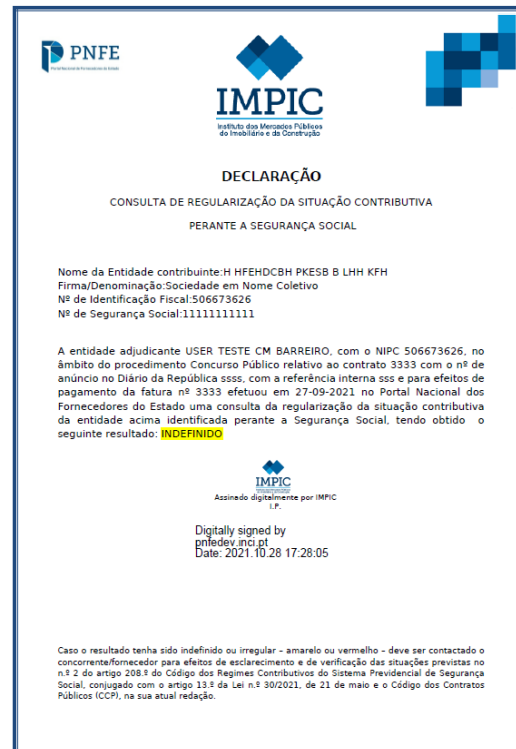 PNFE
Portal Nacional de Fornecedores do Estado
IMPIC
Instituto dos Mercados Públicos
do Imobiliário e da Construção
DECLARAÇÃO
CONSULTA DE REGULARIZAÇÃO DA SITUAÇÃO CONTRIBUTIVA
PERANTE A SEGURANÇA SOCIAL
Nome da Entidade contribuinte:H HFEHDCBH PKESB B LHH KFH
Firma/Denominação:Sociedade em Nome Coletivo
Nº de Identificação Fiscal:506673626
Nº de Segurança Social:11111111111
A entidade adjudicante USER TESTE CM BARREIRO, com o NIPC 506673626, no
âmbito do procedimento Concurso Público relativo ao contrato 3333 com o nº de
anúncio no Diário da República ssss, com a referência interna sss e para efeitos de
pagamento da fatura nº 3333 efetuou em 27-09-2021 no Portal Nacional dos
Fornecedores do Estado uma consulta da regularização da situação contributiva
da entidade acima identificada perante a Segurança Social, tendo obtido o
seguinte resultado: INDEFINIDO
IMPIC
Assinado digitalmente por IMPIC
I.P.
Digitally signed by
pnfedev.inci.pt
Date: 2021.10.28 17:28:05
Caso o resultado tenha sido indefinido ou irregular – amarelo ou vermelho – deve ser contactado o
concorrente/fornecedor para efeitos de esclarecimento e de verificação das situações previstas no
n.º 2 do artigo 208.º do Código dos Regimes Contributivos do Sistema Previdencial de Segurança
Social, conjugado com o artigo 13.º da Lei n.º 30/2021, de 21 de maio e o Código dos Contratos
Públicos (CCP), na sua atual redação.